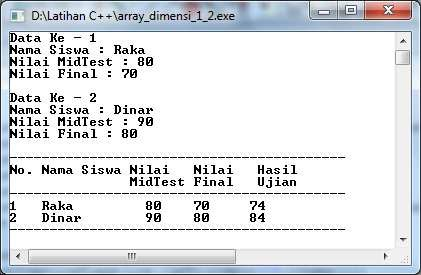 D:\Latihan C++\array_dimensi_1_2.exe
Data Ke - 1
Nama Siswa : Raka
Nilai MidTest : 80
Nilai Final : 70
Data Ke - 2
Nama Siswa : Dinar
Nilai MidTest : 90
Nilai Final : 80
No. Nama Siswa Nilai Nilai Hasil
MidTest Final Ujian
1 Raka 80 70 74
2 Dinar 90 80 84